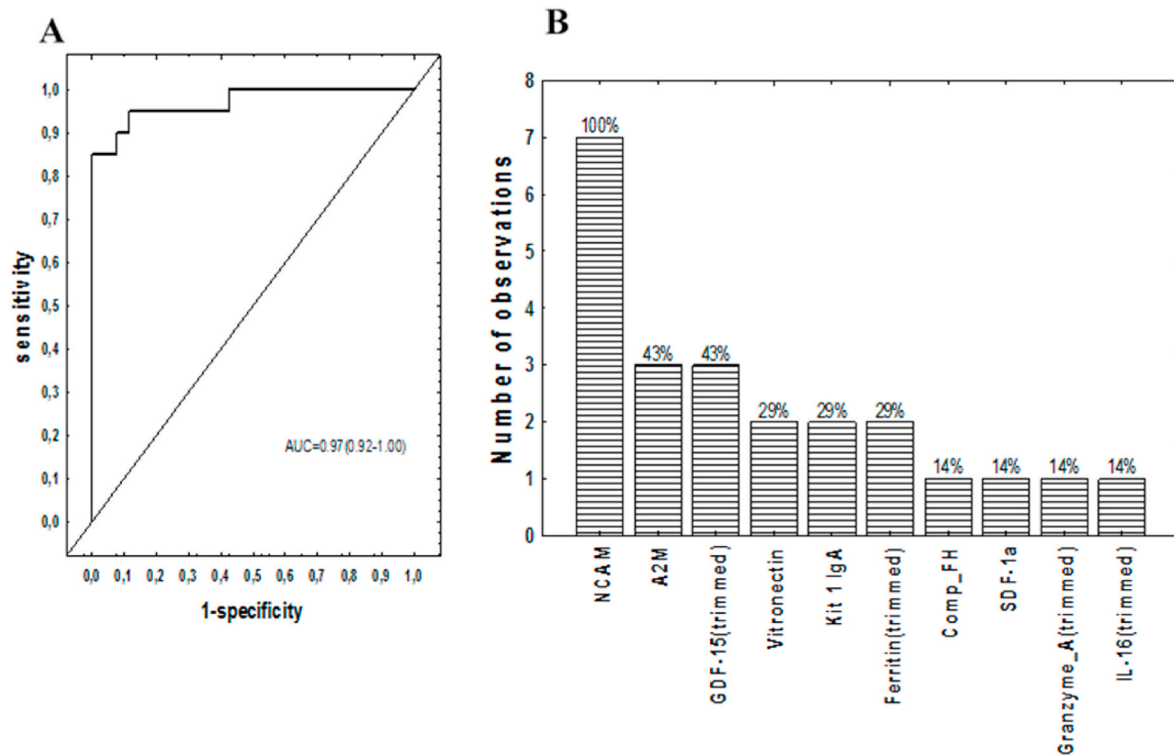 A
sensitivity
1,0
0,9
0,8
0,7
0,6
0,5
0,4
0,3
0,2
0,1
0,0
AUC=0.97(0.92-1.00)
0,0 0,1 0,2 0,3 0,4 0,5 0,6 0,7 0,8 0,9 1,0
1-specificity
B
Number of observations
8
7
6
5
4
3
2
1
0
100%
43% 43%
29% 29% 29%
14% 14% 14% 14%
NCAM
A2M
GDF-15(trimmed)
Vitronectin
Kit 1 IgA
Ferritin(trimmed)
Comp_FH
SDF-1a
Granzyme_A(trimmed)
IL-16(trimmed)